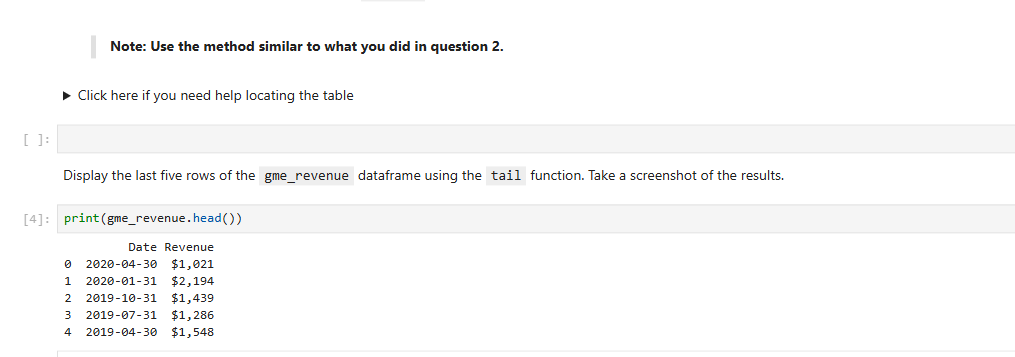 Note: Use the method similar to what you did in question 2.
▶ Click here if you need help locating the table
[ ]:
Display the last five rows of the gme_revenue dataframe using the tail function. Take a screenshot of the results.
[4]: print(gme_revenue.head())
Date Revenue
0 2020-04-30 $1,021
1 2020-01-31 $2,194
2 2019-10-31 $1,439
3 2019-07-31 $1,286
4 2019-04-30 $1,548